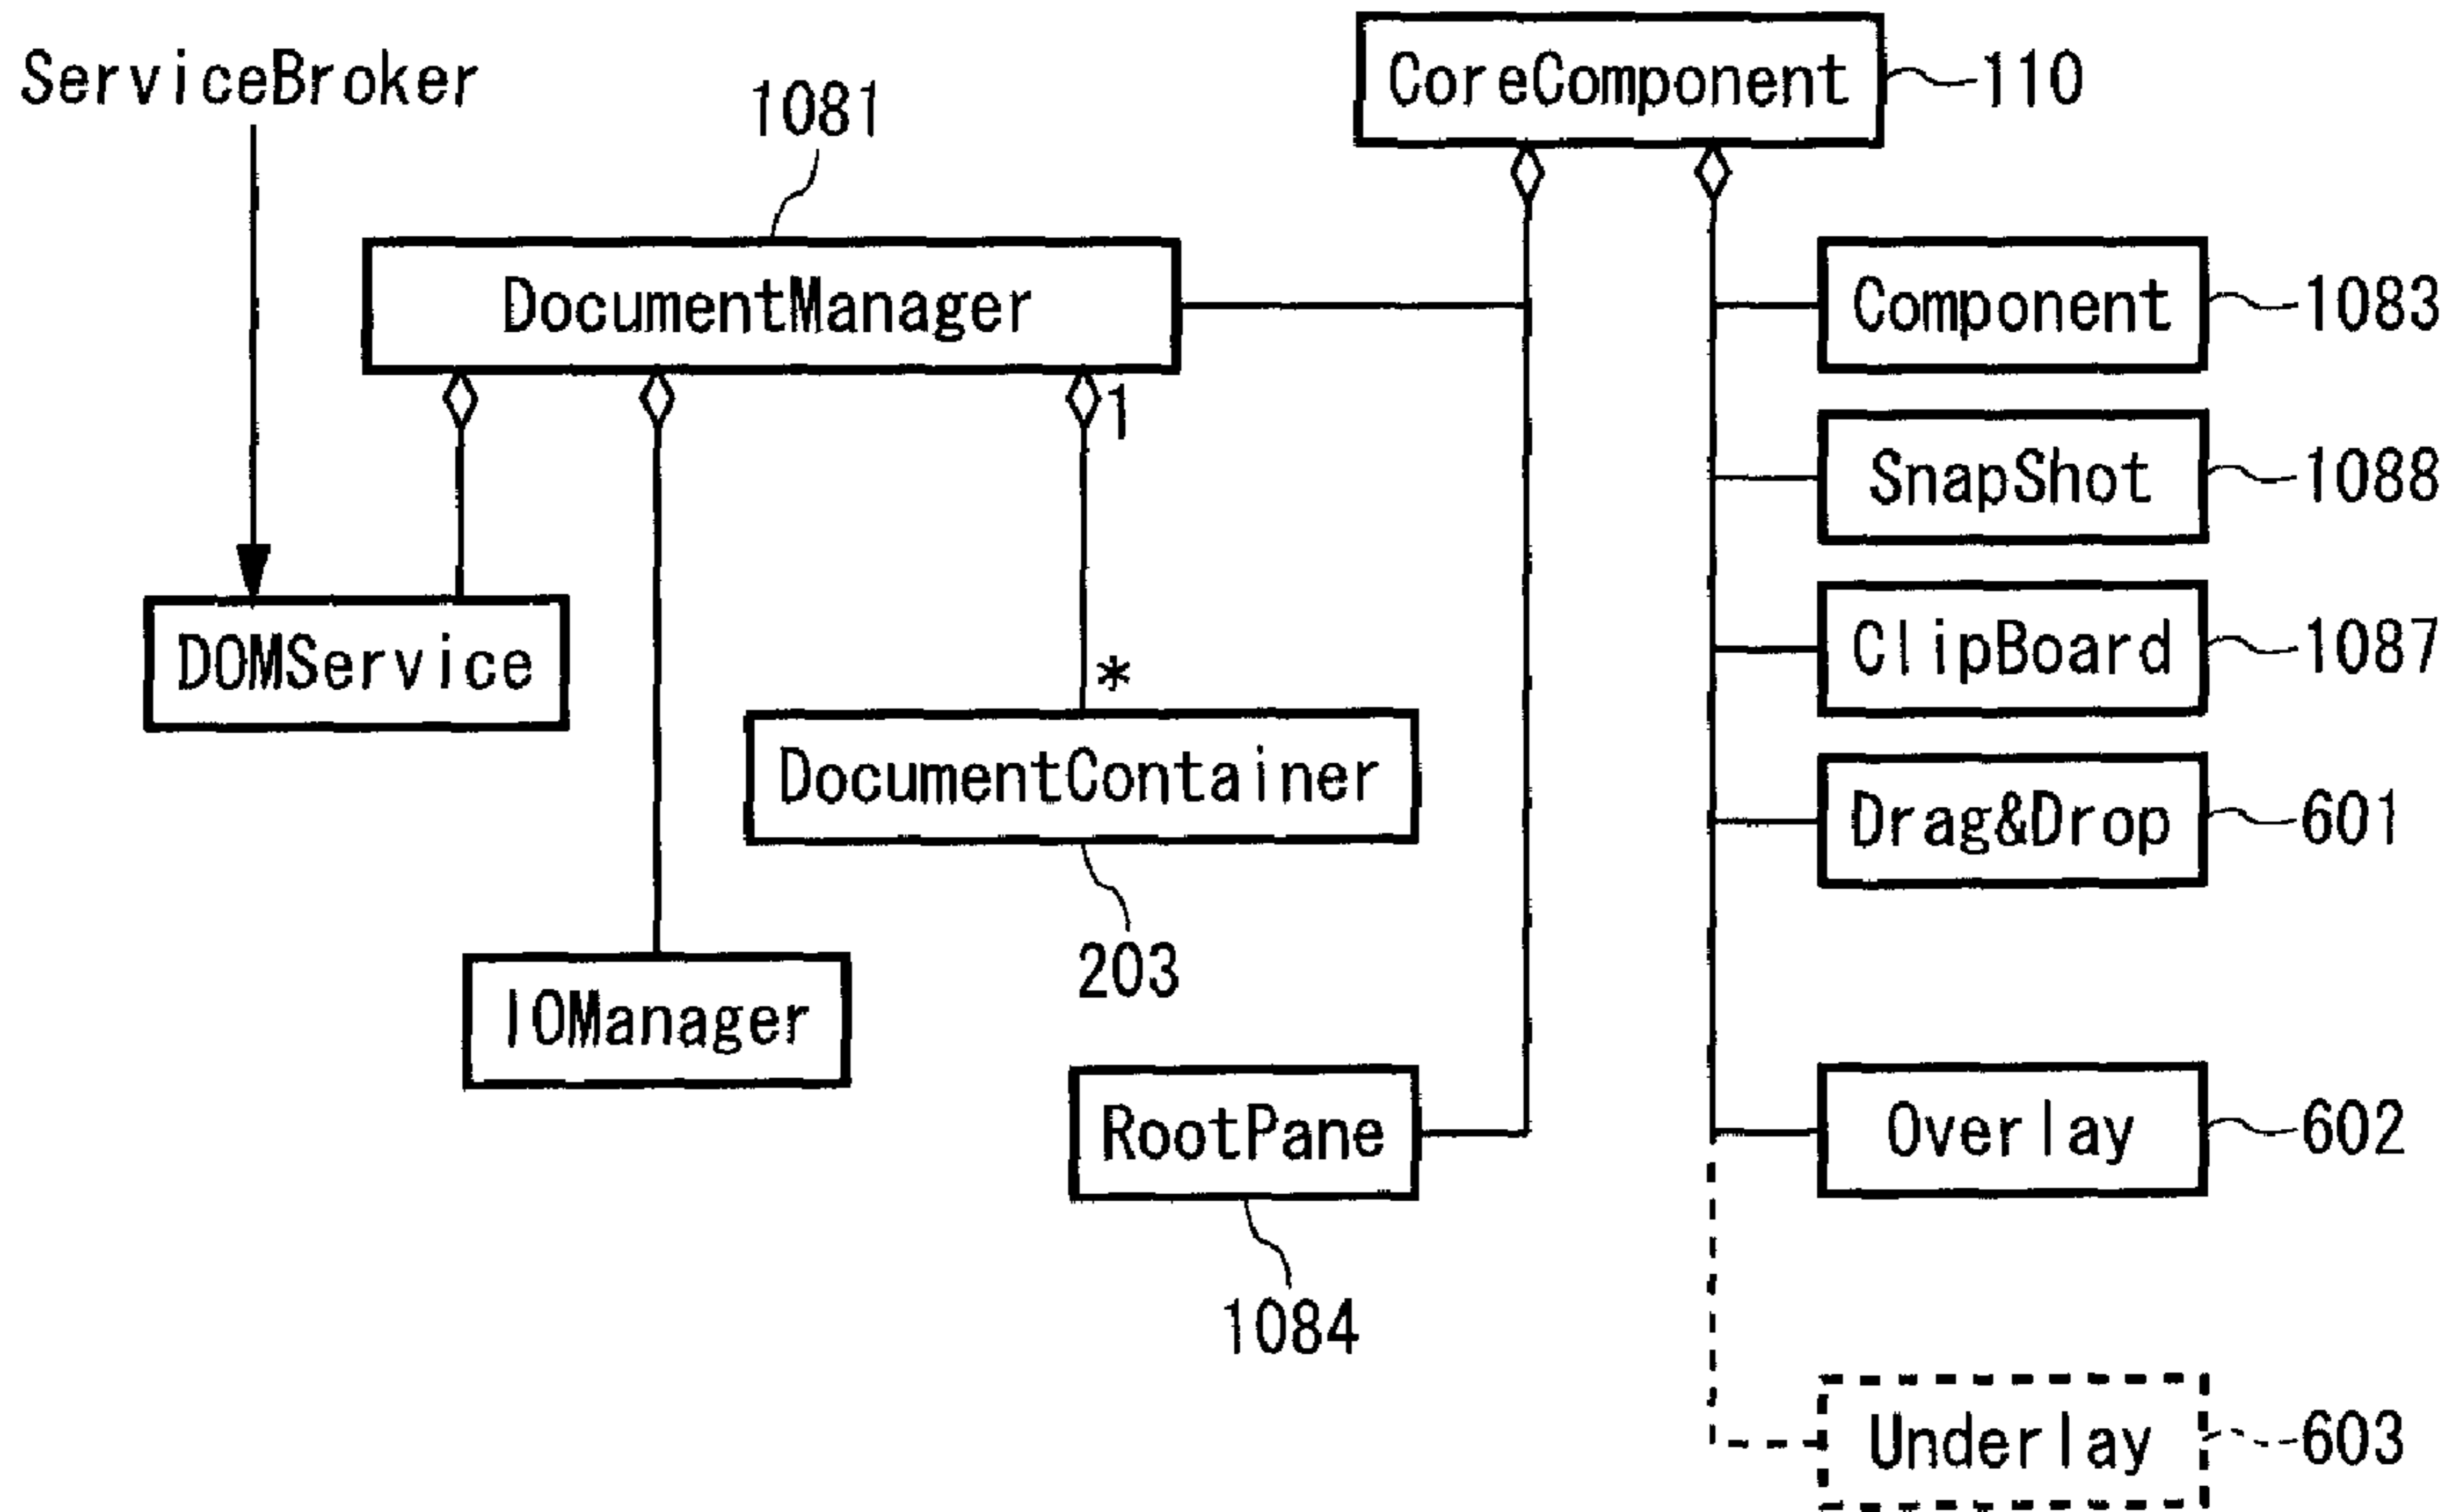 ServiceBroker
CoreComponent
110
1081
DocumentManager
Component
1083
1
SnapShot
1088
DOMService
*
ClipBoard
1087
DocumentContainer
Drag&Drop
601
203
IOManager
RootPane
Overlay
602
1084
Underlay
603